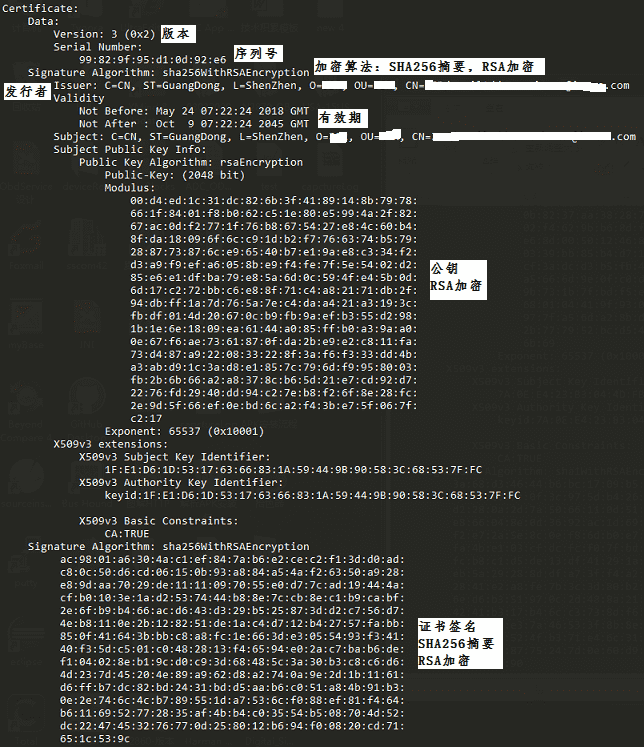 Certificate:
Data:
Version: 3 (0x2) 版本
Serial Number:
99:82:9f:95:d1:0d:92:e6 序列号
Signature Algorithm: sha256WithRSAEncryption 加密算法：SHA256摘要，RSA加密
发行者 Issuer: C=CN, ST=GuangDong, L=ShenZhen, O= , OU= , CN= .com
Validity
Not Before: May 24 07:22:24 2018 GMT
Not After : Oct  9 07:22:24 2045 GMT 有效期
Subject: C=CN, ST=GuangDong, L=ShenZhen, O= , OU= , CN= .com
Subject Public Key Info:
Public Key Algorithm: rsaEncryption
Public-Key: (2048 bit)
Modulus:
00:d4:ed:1c:31:dc:82:6b:3f:41:89:14:8b:79:78:
66:1f:84:01:f8:b0:62:c5:1e:80:e5:99:4a:2f:82:
67:ac:0d:f2:77:1f:76:b8:67:54:27:e8:4c:60:b4:
8f:da:18:09:6f:6c:c9:1d:b2:f7:76:63:74:b5:79:
28:87:73:87:6c:e9:65:40:b7:e1:9a:e8:c3:34:f2:
d3:a9:f9:ef:a6:05:8b:e9:f4:fe:7f:5e:54:02:d2:
85:e6:e1:df:ba:79:e8:5a:6d:0c:59:4f:e4:5b:0d:
6d:17:c2:72:bb:c6:e8:8f:71:c4:a8:21:71:db:2f:
94:db:ff:1a:7d:76:5a:7e:c4:da:a4:21:a3:19:3c:
fb:df:01:4d:20:67:0c:b9:fb:9a:ef:b3:55:d2:98:
1b:1e:6e:18:09:ea:61:44:a0:85:ff:b0:a3:9a:a0:
0e:67:f6:ae:73:61:87:0f:da:2b:e9:e2:c8:11:fa:
73:d4:87:a9:22:08:33:22:8f:3a:f6:f3:33:dd:4b:
a3:ab:d9:1c:3a:d8:e1:85:7c:79:6d:f9:95:80:03:
fb:2b:6b:66:a2:a8:37:8c:b6:5d:21:e7:cd:92:d7:
22:76:fd:29:40:dd:94:c2:7e:b8:f2:6f:8e:28:fc:
2e:9d:5f:66:ef:0e:bd:6c:a2:f4:3b:e7:5f:06:7f:
c2:17
公钥
RSA加密
Exponent: 65537 (0x10001)
X509v3 extensions:
X509v3 Subject Key Identifier:
1F:E1:D6:1D:53:17:63:66:83:1A:59:44:9B:90:58:3C:68:53:7F:FC
X509v3 Authority Key Identifier:
keyid:1F:E1:D6:1D:53:17:63:66:83:1A:59:44:9B:90:58:3C:68:53:7F:FC
X509v3 Basic Constraints:
CA:TRUE
Signature Algorithm: sha256WithRSAEncryption
ac:98:01:a6:30:4a:c1:ef:84:7a:b6:e2:ce:c2:f1:3d:d0:ad:
c8:0c:50:d6:cd:06:15:0b:93:a8:84:a5:4a:f2:63:50:a9:28:
e8:9d:aa:70:29:de:11:11:09:70:55:e0:d7:7c:ad:19:44:4a:
cf:b0:10:3e:1a:d2:53:74:44:b8:8e:7c:cb:8e:c1:b9:ca:bf:
2e:6f:b9:b4:66:ac:d6:43:d3:29:b5:25:87:3d:d2:c7:56:d7:
4e:b8:11:0e:2b:12:82:51:de:1a:c4:d7:12:b4:27:57:fa:bb:
85:0f:41:64:3b:bb:c8:a8:fc:1e:66:3d:e3:05:54:93:f3:41:
40:f3:5d:c5:01:c0:48:28:13:f4:65:94:e0:2a:c7:ba:b6:de:
f1:04:02:8e:b1:9c:d0:c9:3d:68:48:5c:3a:30:b3:c8:c6:d6:
4d:23:7d:45:20:4e:89:a9:62:d8:a2:74:0a:9e:2d:1b:11:61:
d6:ff:b7:dc:82:bd:24:31:bd:d5:aa:b6:c0:51:a8:4b:91:b3:
0e:2e:74:6c:4c:b7:89:55:1d:a7:53:6c:f0:88:ef:81:f4:64:
b6:11:69:52:77:28:35:af:4b:b4:c0:35:54:b5:08:70:4d:52:
dc:22:47:45:32:76:77:0d:25:80:12:b6:94:f0:08:20:cd:71:
65:1c:53:9c
证书签名
SHA256摘要
RSA加密